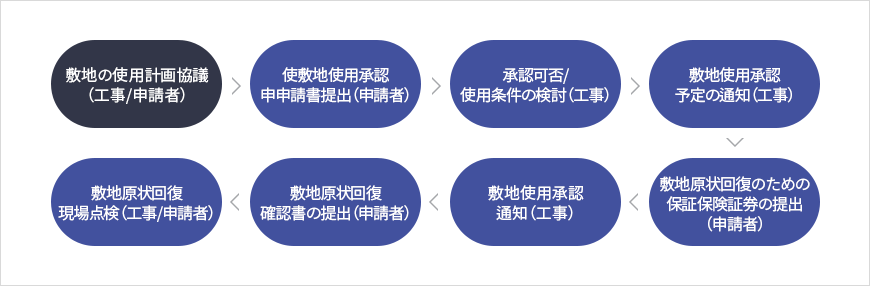 敷地の使用計画協議
（工事/申請者）
使敷地使用承認
申申請書提出（申請者）
承認可否/
使用条件の検討（工事）
敷地使用承認
予定の通知（工事）
敷地原状回復のための
保証保険証券の提出
（申請者）
敷地使用承認
通知（工事）
敷地原状回復
確認書の提出（申請者）
敷地原状回復
現場点検（工事/申請者）